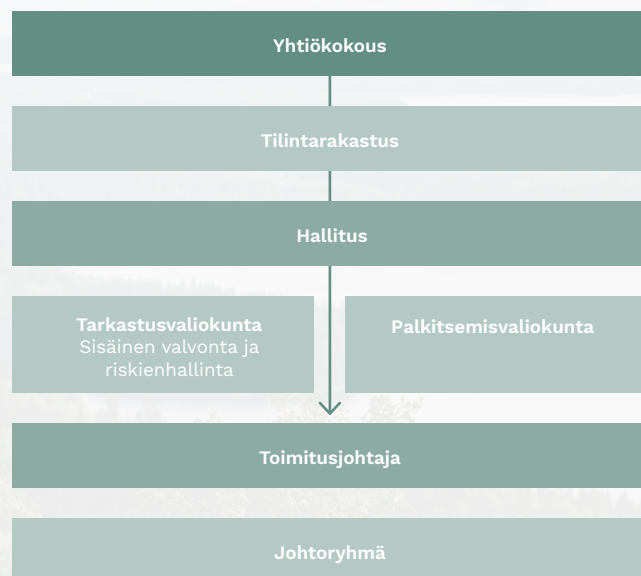 Yhtiökokous
Tilintarakastus
Hallitus
Tarkastusvaliokunta
Sisäinen valvonta ja
riskienhallinta
Palkitsemisvaliokunta
Toimitusjohtaja
Johtoryhmä